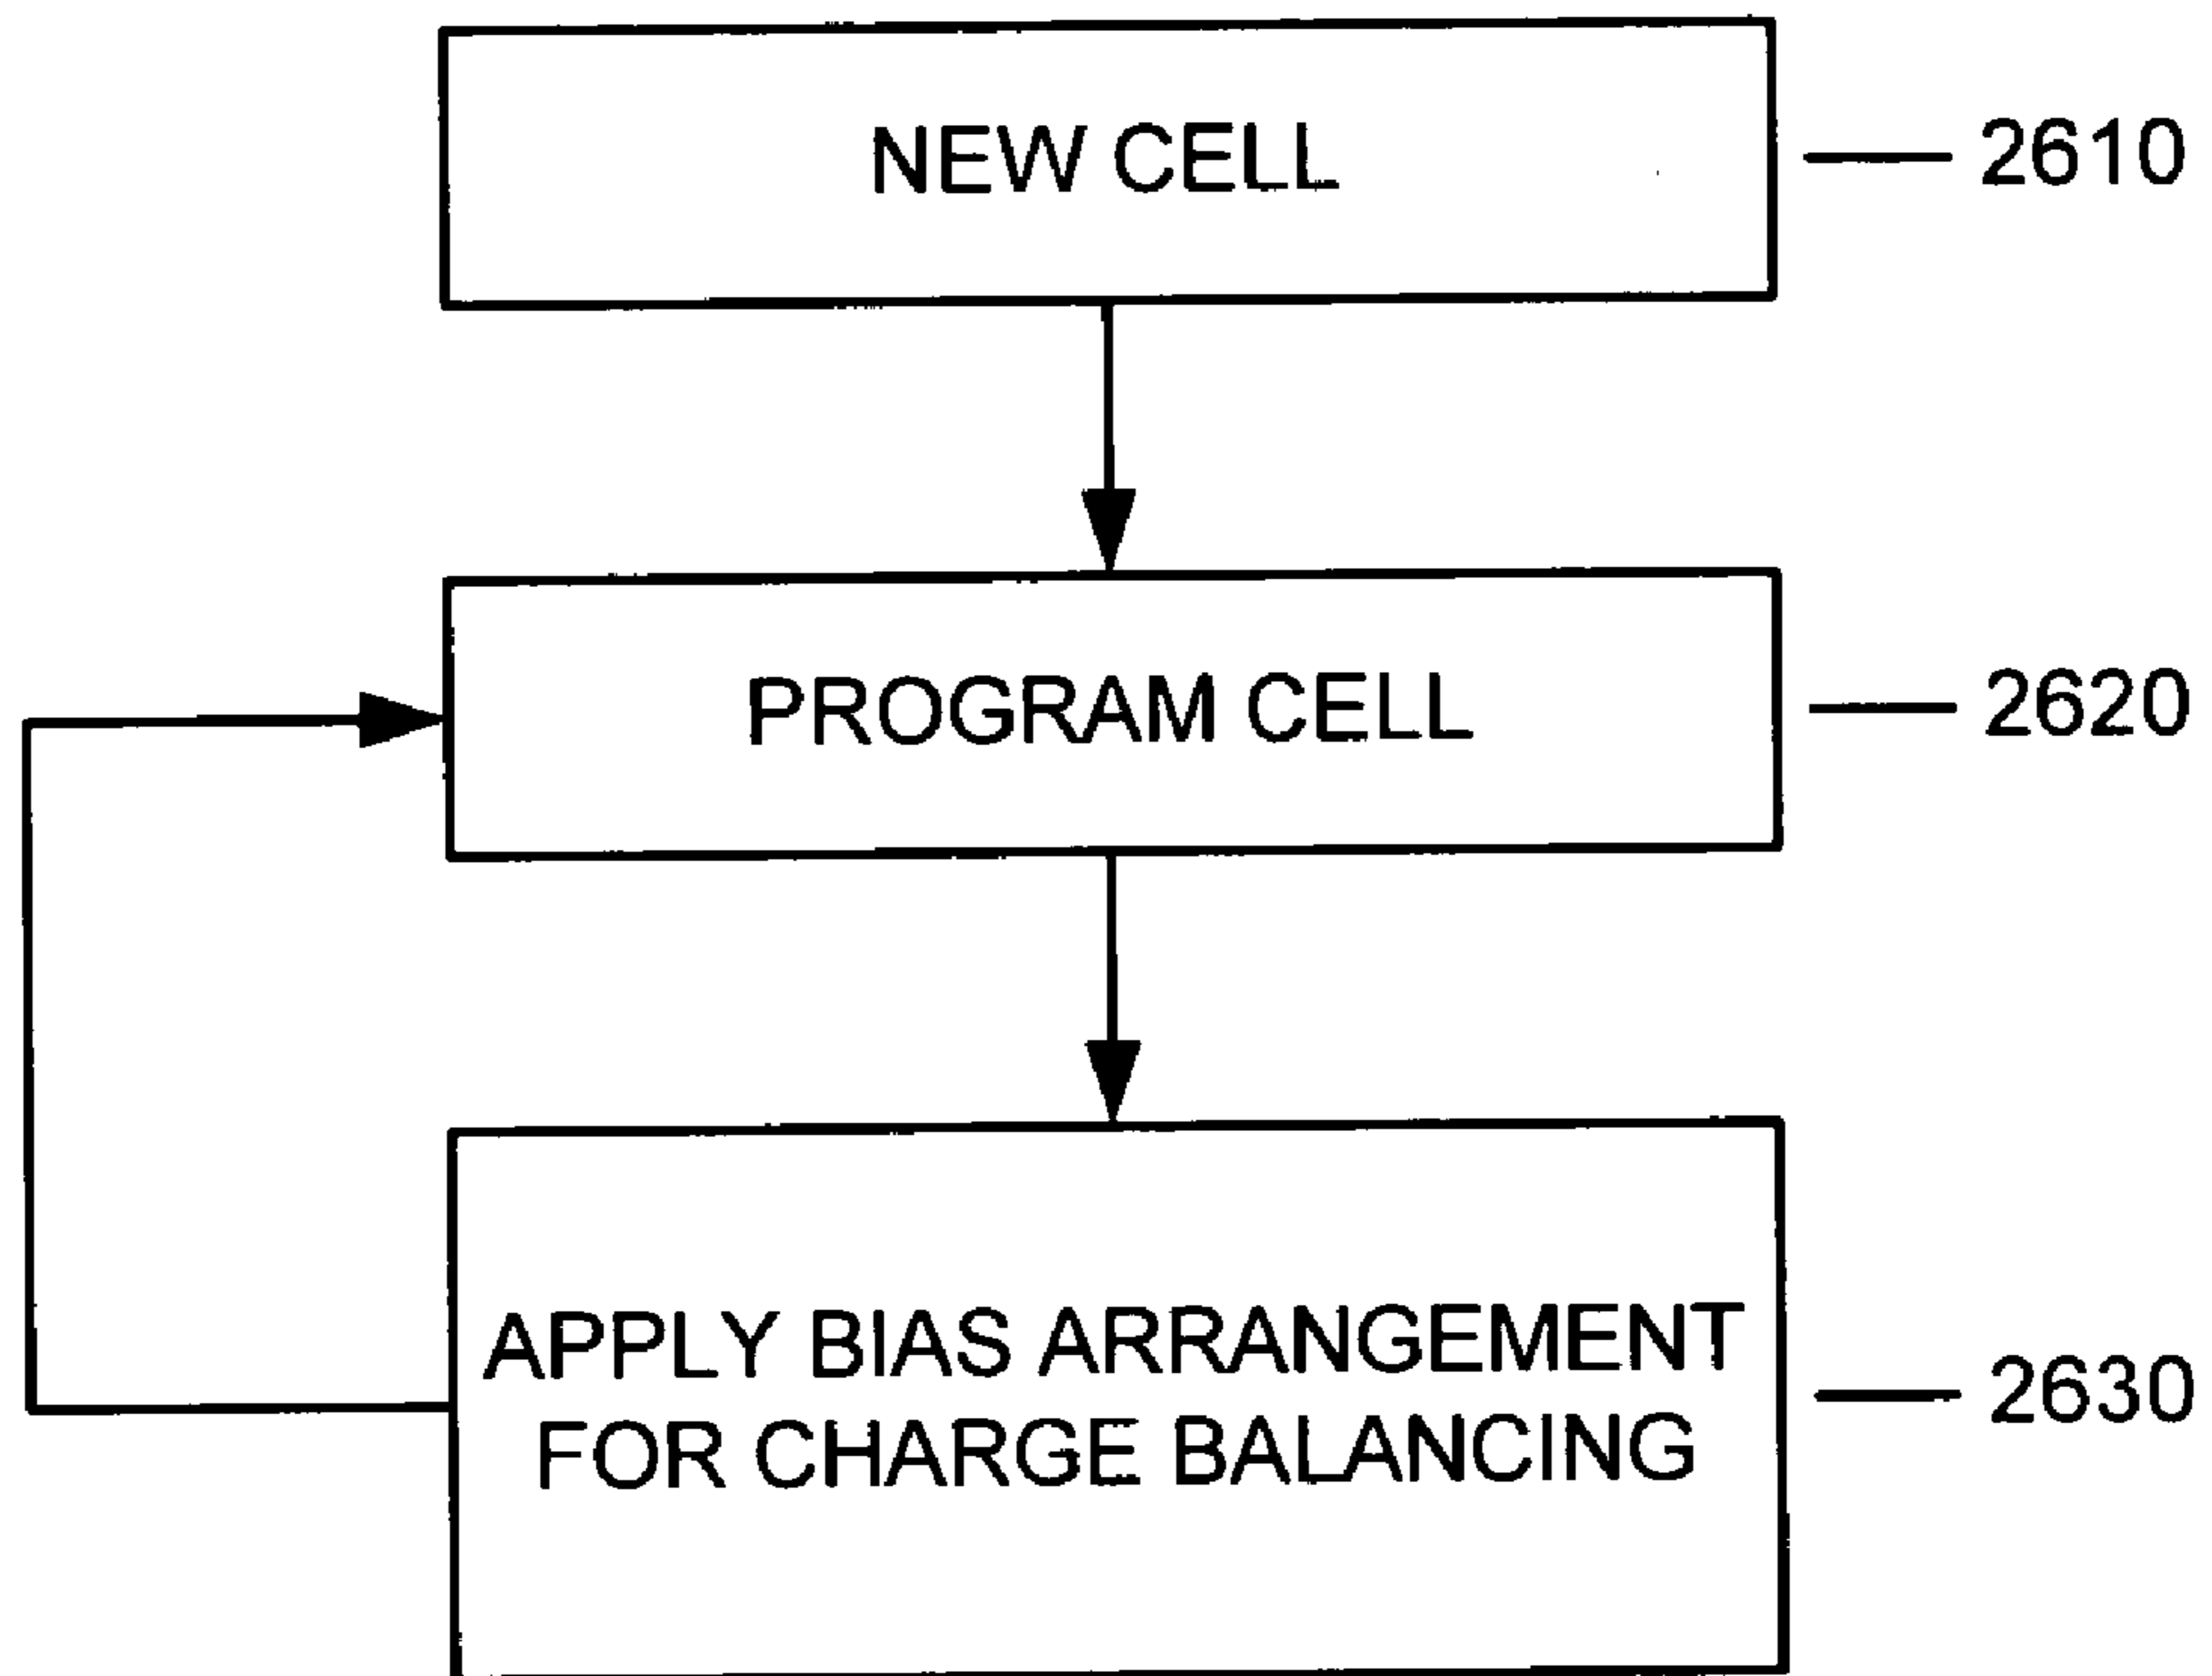 NEW CELL
2610
PROGRAM CELL
2620
APPLY BIAS ARRANGEMENT
FOR CHARGE BALANCING
2630